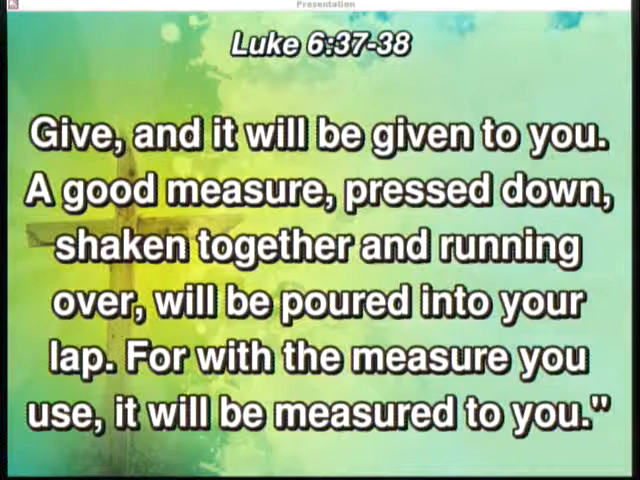 Presentation
Luke 6:37-38
Give, and it will be given to you.
A good measure, pressed down,
shaken together and running
over, will be poured into your
lap. For with the measure you
use, it will be measured to you."